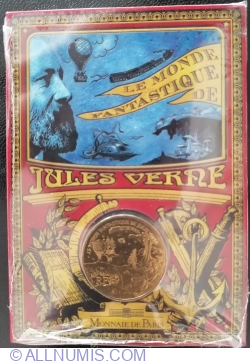 LE MONDE
FANTASTIQUE DE
JULES VERNE
MONNAIE DE PARIS
© ALLNUMIS.COM